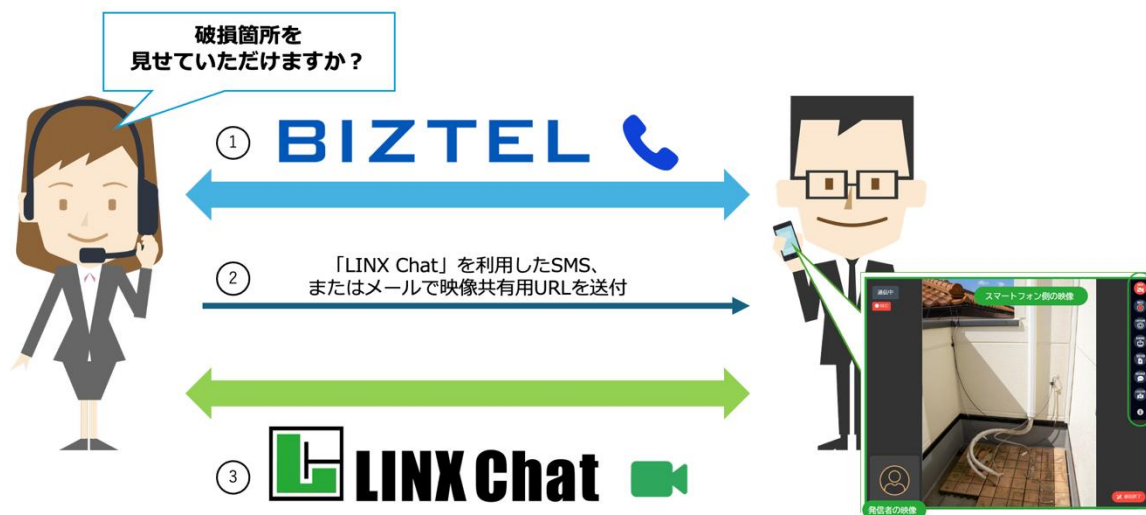 破損箇所を
見せていただけますか？
① BIZTEL
② 「LINX Chat」を利用したSMS、
またはメールで映像共有用URLを送付
③ LINX Chat
通信中
スマートフォン側の映像
発信者の映像